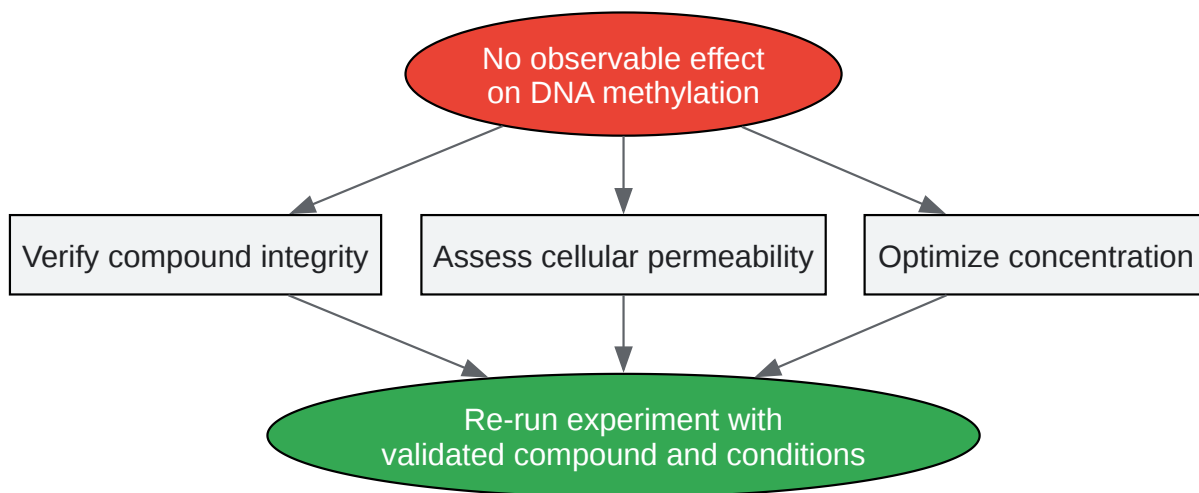 No observable effect
on DNA methylation
Verify compound integrity
Assess cellular permeability
Optimize concentration
Re-run experiment with
validated compound and conditions